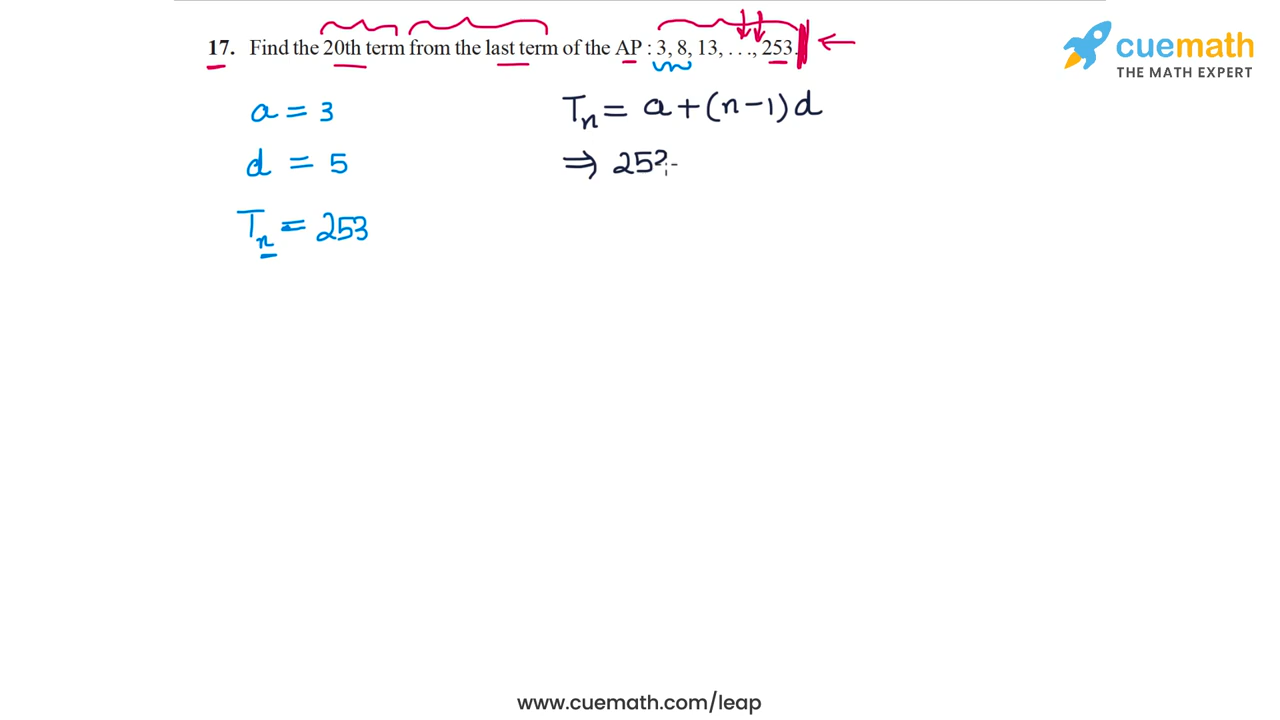 17. Find the 20th term from the last term of the AP : 3, 8, 13, . . ., 253.
cuemath
THE MATH EXPERT
a = 3
d = 5
Tn = 253
Tn = a + (n - 1) d
⇒ 253
www.cuemath.com/leap